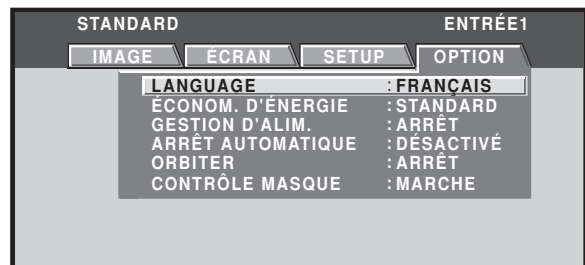 STANDARD ENTRÉE1
IMAGE ÉCRAN SETUP OPTION
LANGUAGE : FRANÇAIS
ÉCONOM. D'ÉNERGIE : STANDARD
GESTION D'ALIM. : ARRÊT
ARRÊT AUTOMATIQUE : DÉSACTIVÉ
ORBITER : ARRÊT
CONTRÔLE MASQUE : MARCHE